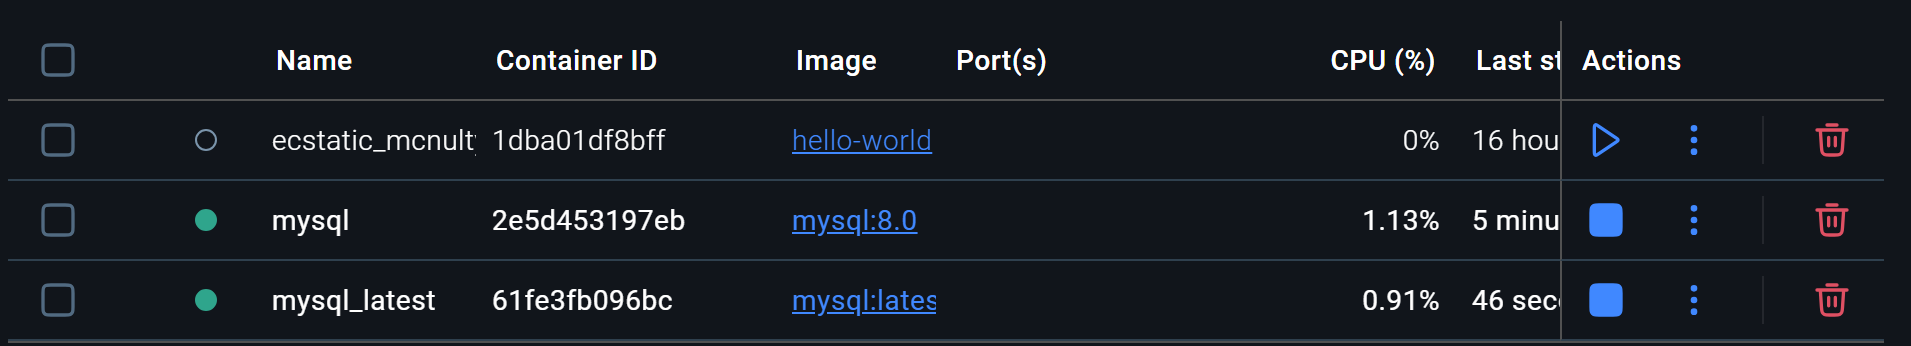 Name Container ID Image Port(s) CPU (%) Last st Actions
ecstatic_mcnult 1dba01df8bff hello-world 0% 16 hou
mysql 2e5d453197eb mysql:8.0 1.13% 5 minu
mysql_latest 61fe3fb096bc mysql:lates 0.91% 46 sec